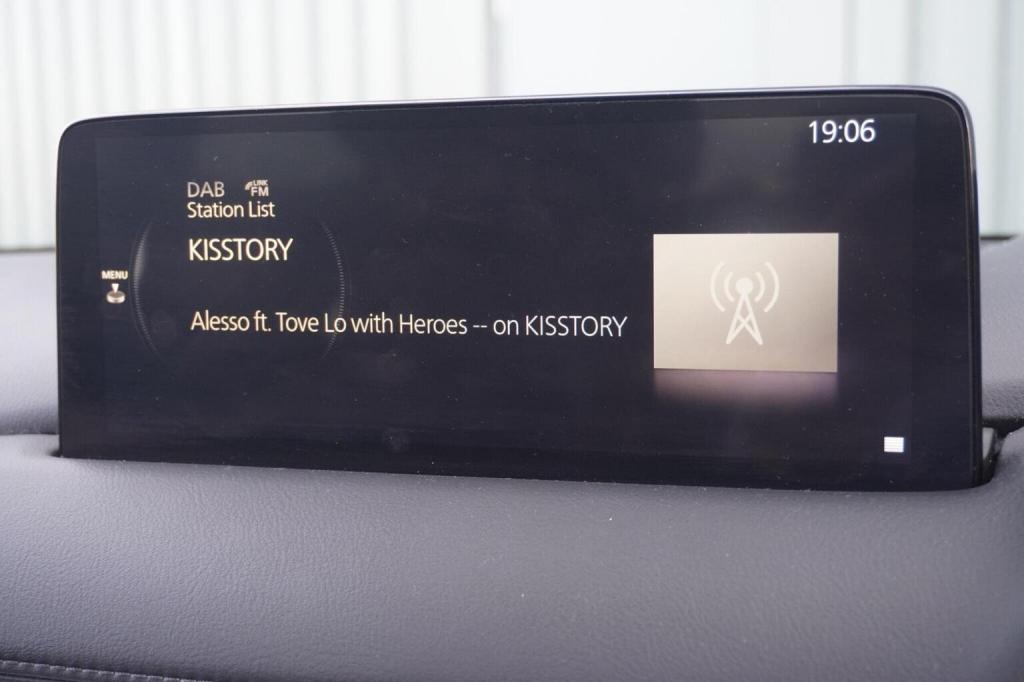 19:06
DAB LINK FM
Station List
KISSTORY
MENU
Alesso ft. Tove Lo with Heroes -- on KISSTORY